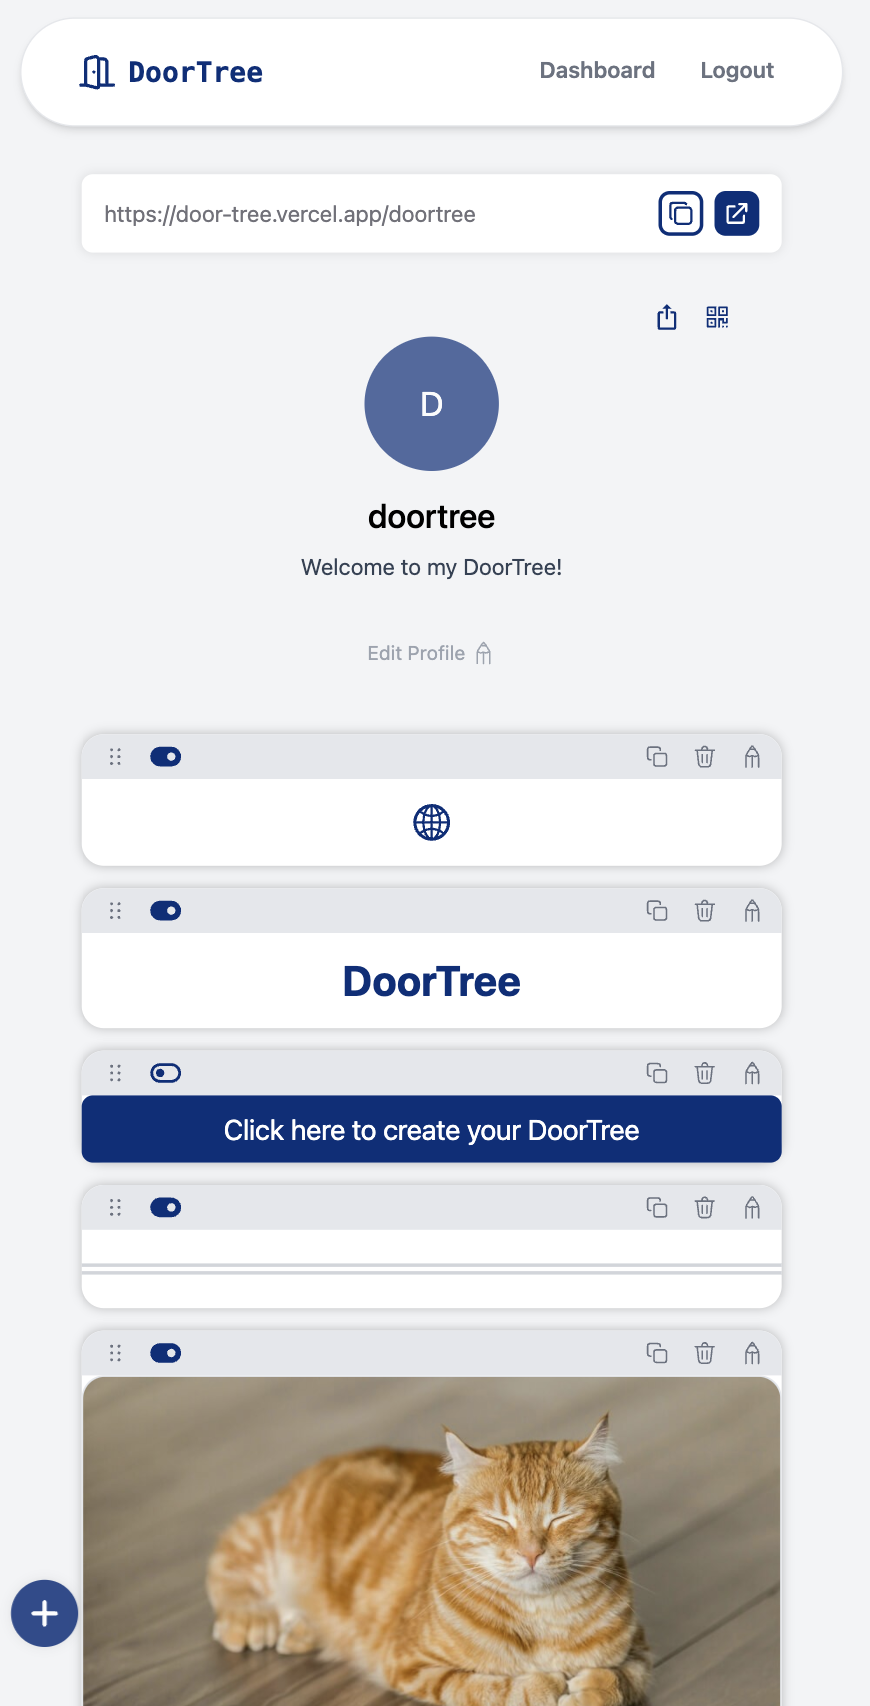 DoorTree
Dashboard
Logout
https://door-tree.vercel.app/doortree
D
doortree
Welcome to my DoorTree!
Edit Profile
DoorTree
Click here to create your DoorTree